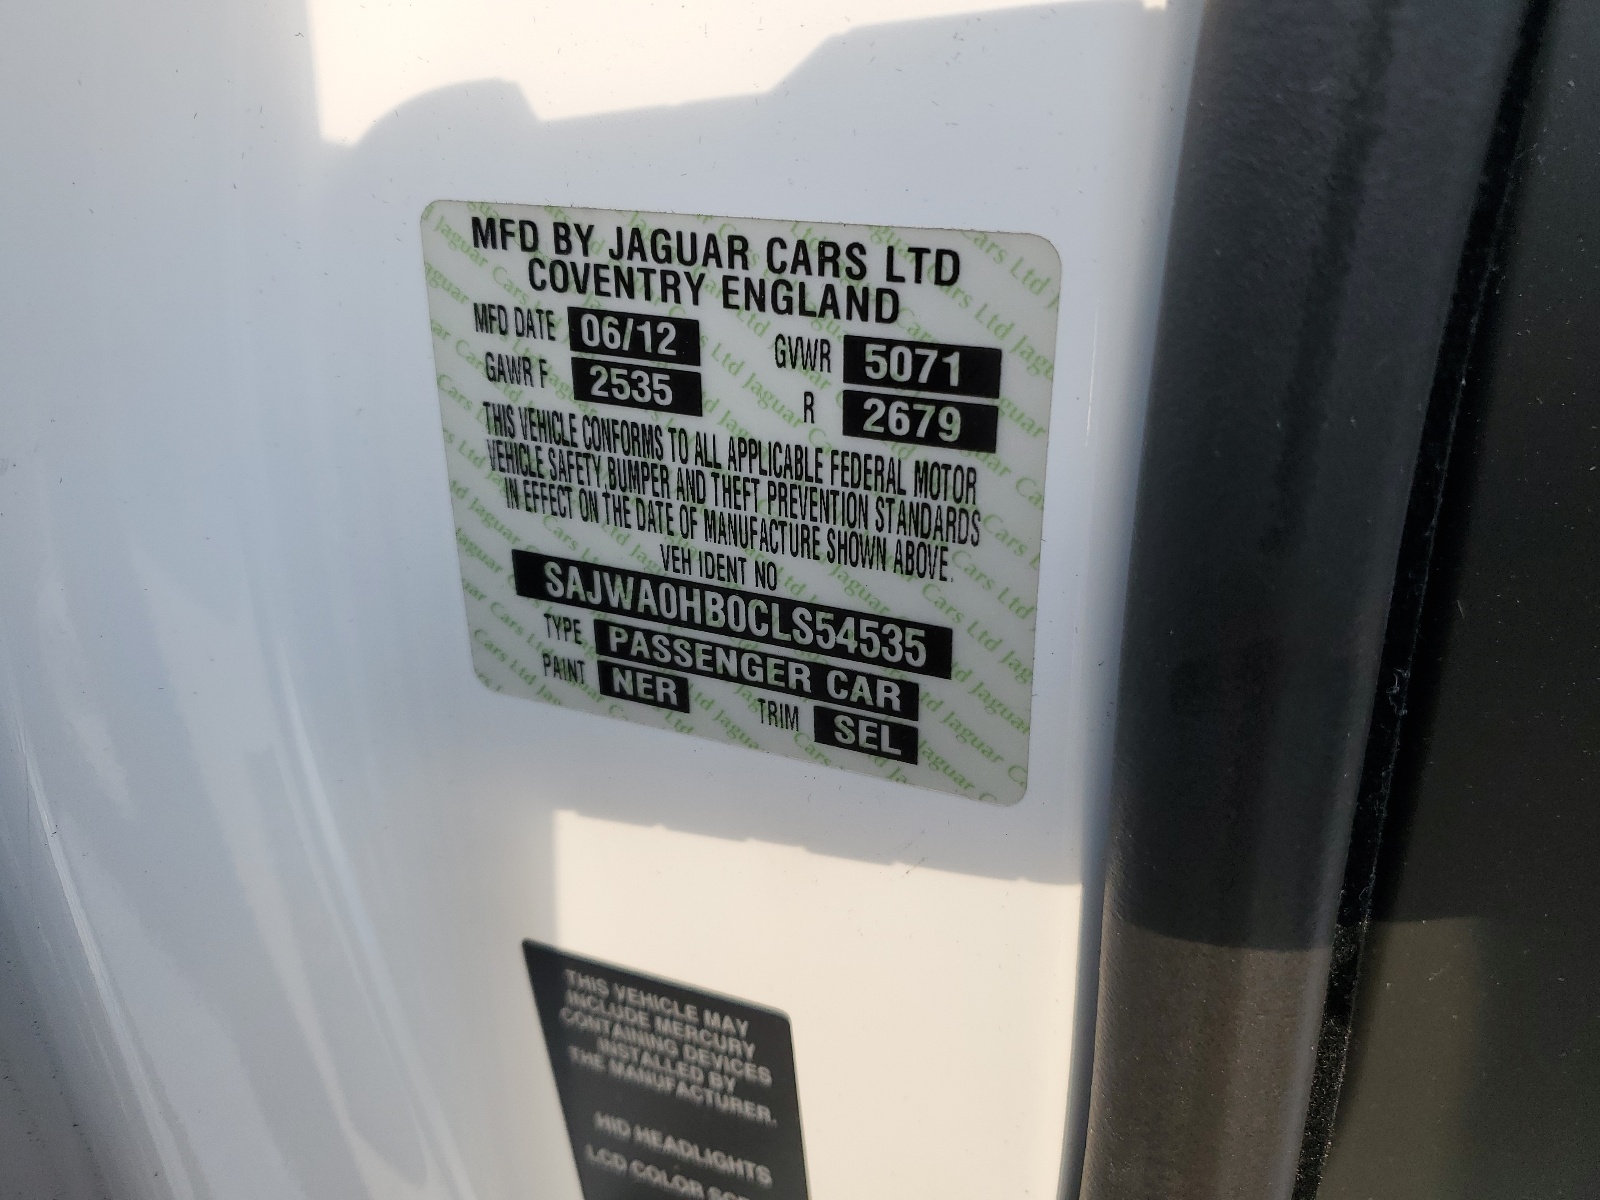 MFD BY JAGUAR CARS LTD
COVENTRY ENGLAND
MFD DATE 06/12 GVWR 5071
GAWR F 2535 R 2679
THIS VEHICLE CONFORMS TO ALL APPLICABLE FEDERAL MOTOR
VEHICLE SAFETY, BUMPER AND THEFT PREVENTION STANDARDS
IN EFFECT ON THE DATE OF MANUFACTURE SHOWN ABOVE.
VEH IDENT NO
SAJWA0HB0CLS54535
TYPE PASSENGER CAR
PAINT NER TRIM SEL
THIS VEHICLE MAY
INCLUDE MERCURY
CONTAINING DEVICES
INSTALLED BY
THE MANUFACTURER.
HID HEADLIGHTS
LCD COLOR